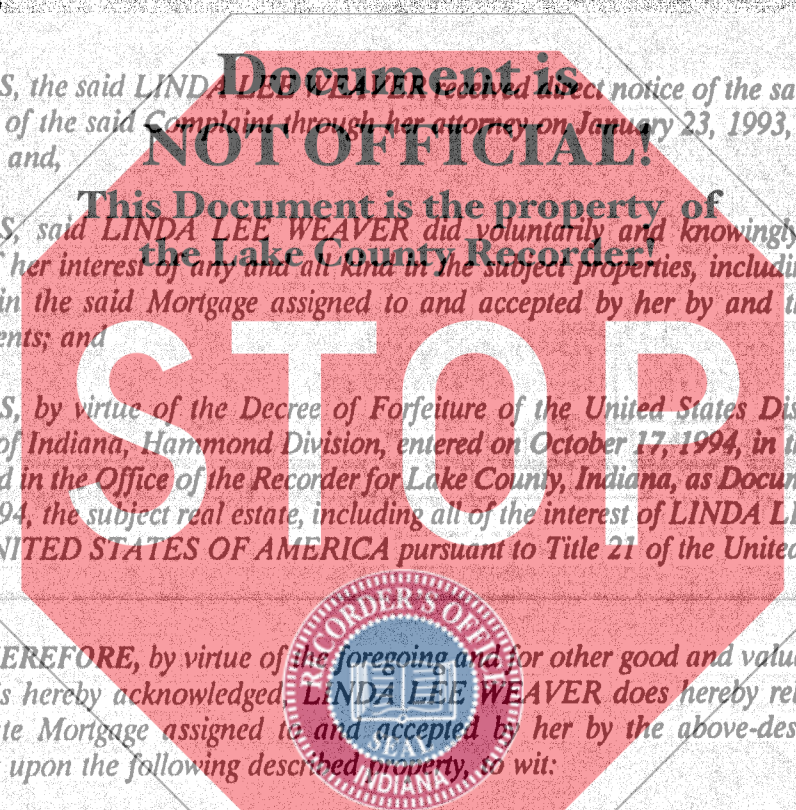 Document is
NOT OFFICIAL!
This Document is the property of
the Lake County Recorder!
STOP
S, the said LINDA LEE WEAVER received direct notice of the sa
of the said Complaint through her attorney on January 23, 1993,
and,
S, said LINDA LEE WEAVER did voluntarily and knowingly
her interest of any and all kind in the subject properties, includi
in the said Mortgage assigned to and accepted by her by and t
ents; and
S, by virtue of the Decree of Forfeiture of the United States Dis
of Indiana, Hammond Division, entered on October 17, 1994, in t
d in the Office of the Recorder for Lake County, Indiana, as Docum
94, the subject real estate, including all of the interest of LINDA L
NITED STATES OF AMERICA pursuant to Title 21 of the United
EREFORE, by virtue of the foregoing and for other good and valu
s hereby acknowledged, LINDA LEE WEAVER does hereby rel
te Mortgage assigned to and accepted by her by the above-des
upon the following described property, to wit:
RECORDER'S OFFICE
SEAL
INDIANA